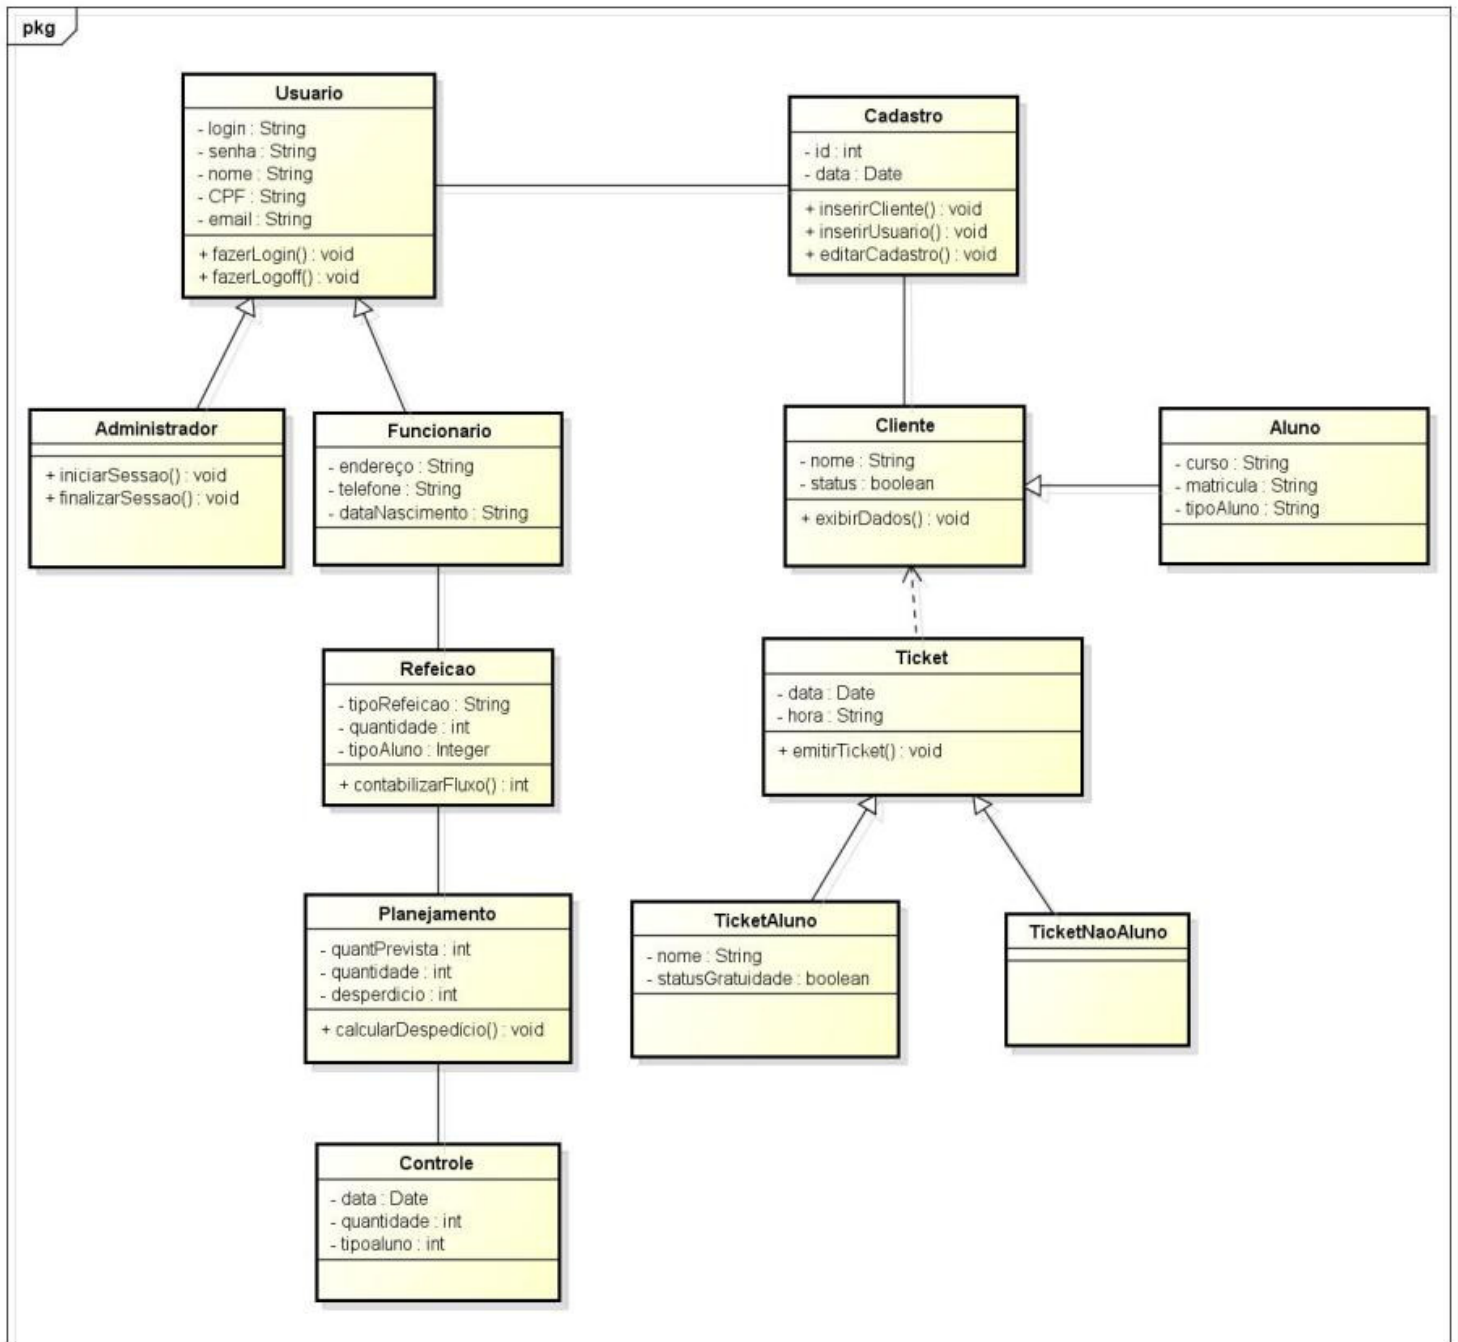 pkg
Usuario
- login : String
- senha : String
- nome : String
- CPF : String
- email : String
+ fazerLogin() : void
+ fazerLogoff() : void
Cadastro
- id : int
- data : Date
+ inserirCliente() : void
+ inserirUsuario() : void
+ editarCadastro() : void
Administrador
+ iniciarSessao() : void
+ finalizarSessao() : void
Funcionario
- endereço : String
- telefone : String
- dataNascimento : String
Cliente
- nome : String
- status : boolean
+ exibirDados() : void
Aluno
- curso : String
- matricula : String
- tipoAluno : String
Refeicao
- tipoRefeicao : String
- quantidade : int
- tipoAluno : Integer
+ contabilizarFluxo() : int
Ticket
- data : Date
- hora : String
+ emitirTicket() : void
Planejamento
- quantPrevista : int
- quantidade : int
- desperdicio : int
+ calcularDespedício() : void
TicketAluno
- nome : String
- statusGratuidade : boolean
TicketNaoAluno
Controle
- data : Date
- quantidade : int
- tipoaluno : int